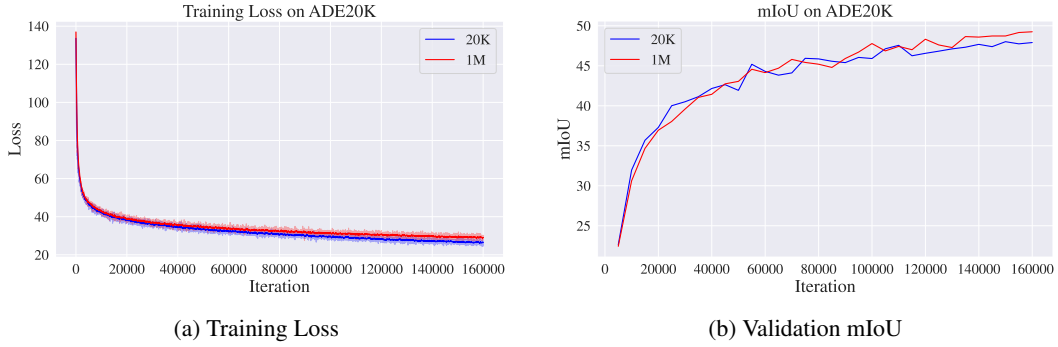 Training Loss on ADE20K
140
120
100
80
60
40
20
Loss
20K
1M
0 20000 40000 60000 80000 100000 120000 140000 160000
Iteration
(a) Training Loss
mIoU on ADE20K
50
45
40
35
30
25
mIoU
20K
1M
0 20000 40000 60000 80000 100000 120000 140000 160000
Iteration
(b) Validation mIoU